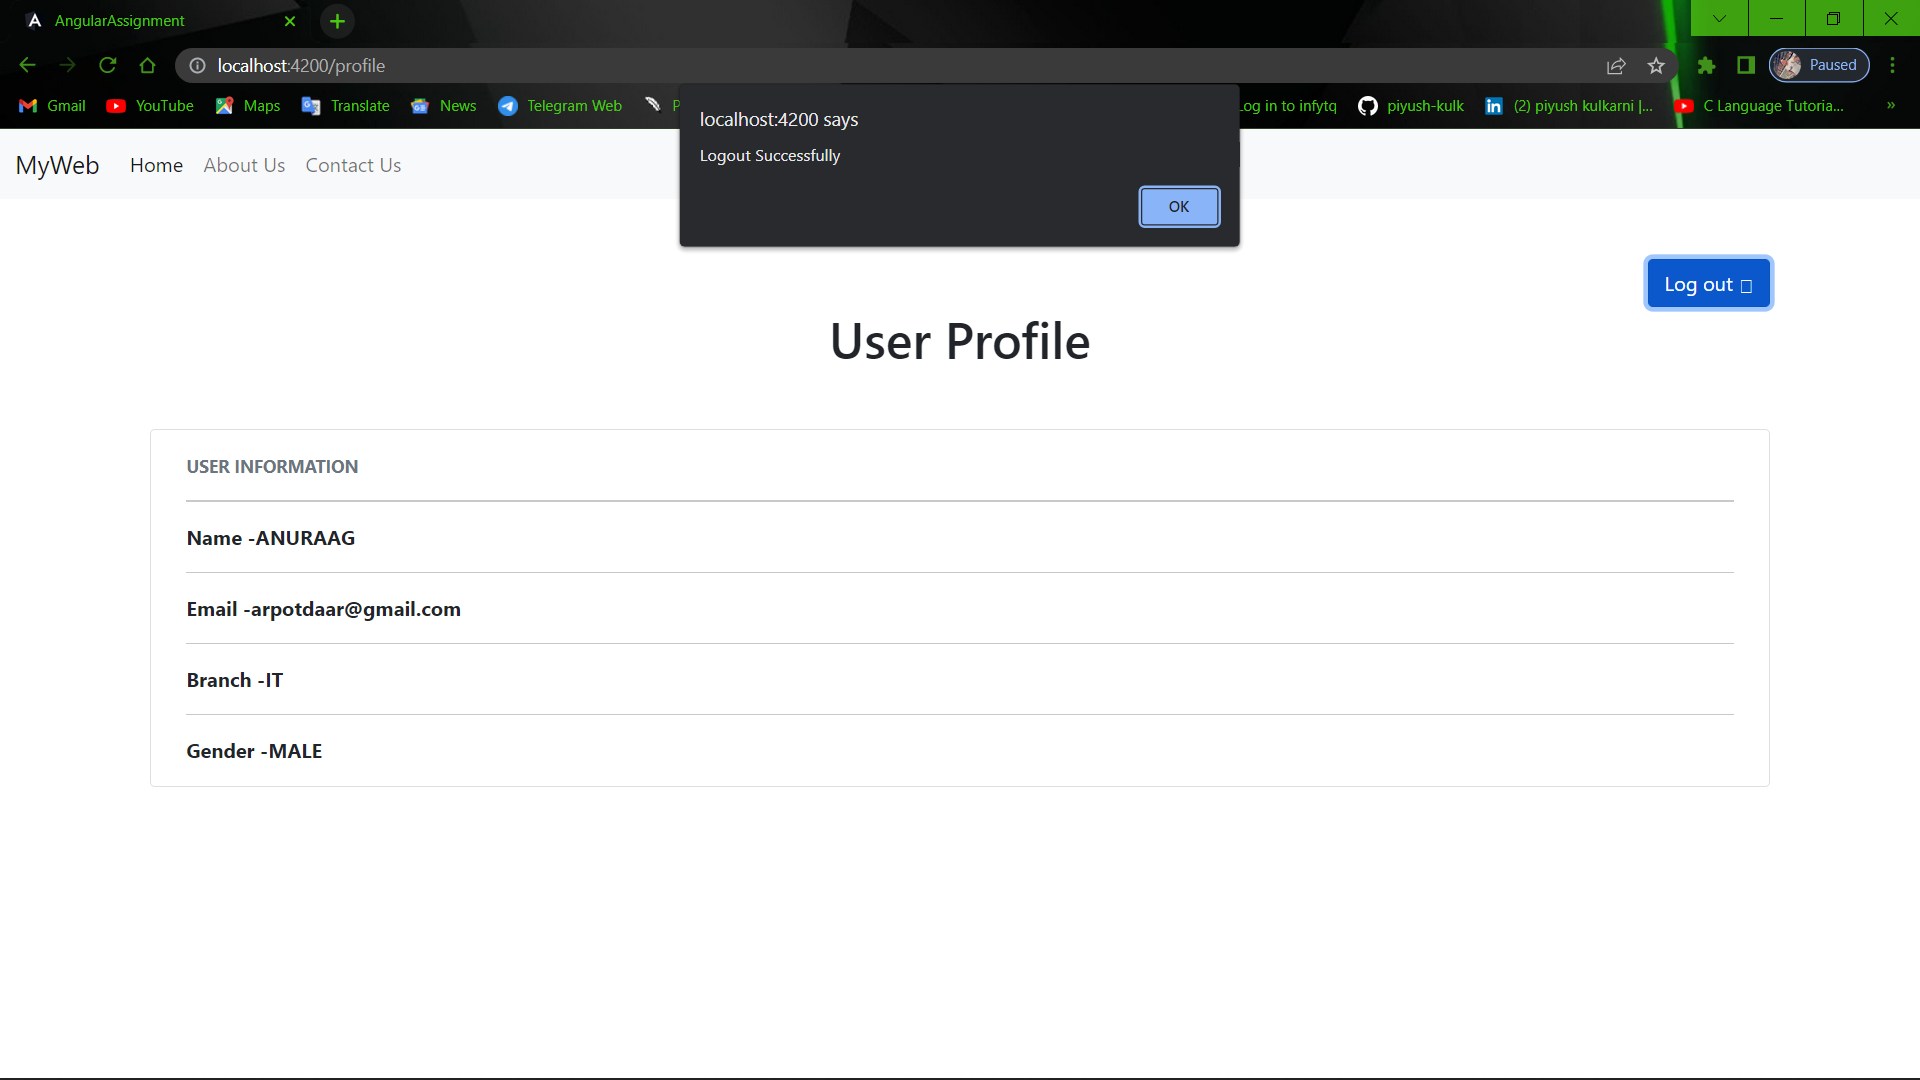 AngularAssignment
localhost:4200/profile
Paused
Gmail YouTube Maps Translate News Telegram Web P Log in to infytq piyush-kulk (2) piyush kulkarni |... C Language Tutoria... »
localhost:4200 says
Logout Successfully
OK
MyWeb Home About Us Contact Us
Log out
User Profile
USER INFORMATION
Name -ANURAAG
Email -arpotdaar@gmail.com
Branch -IT
Gender -MALE